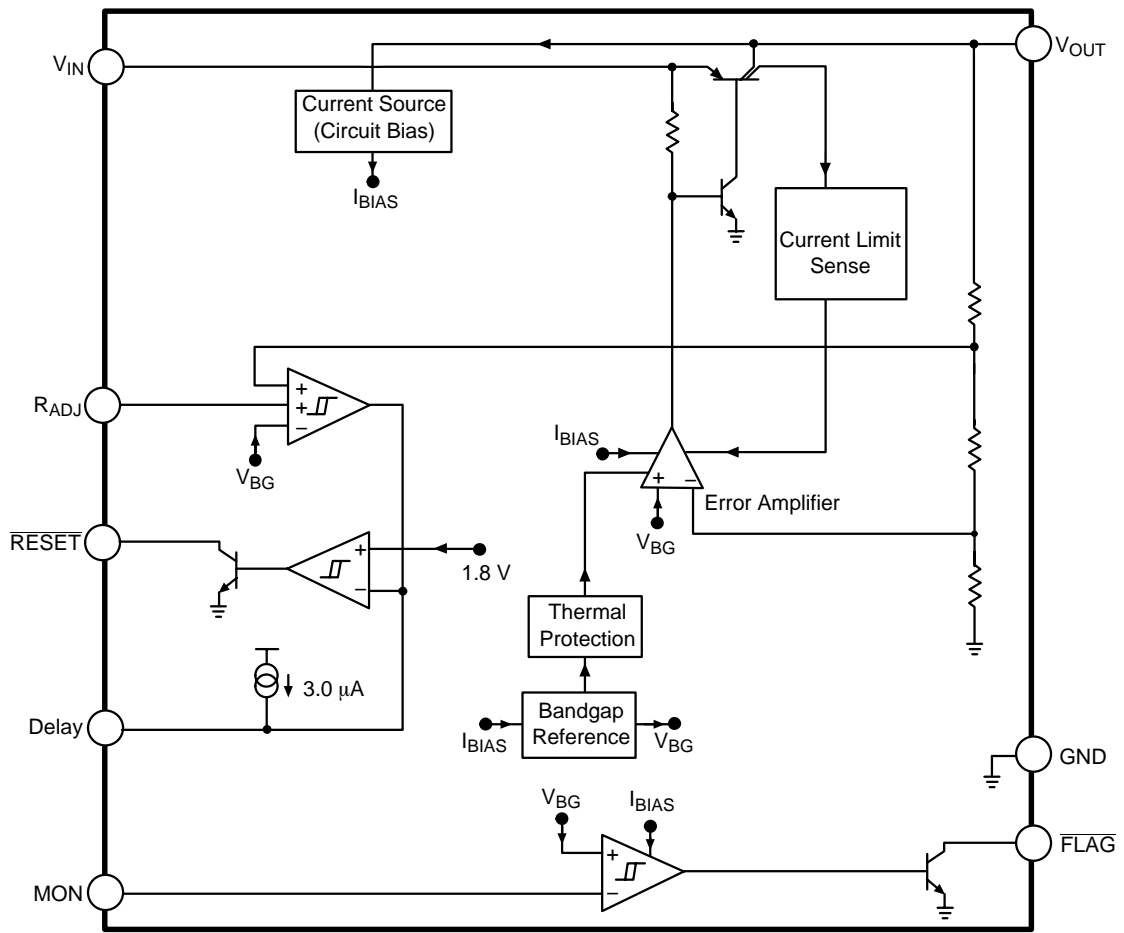 VIN
VOUT
Current Source
(Circuit Bias)
IBIAS
Current Limit
Sense
RADJ
+
+
−
VBG
IBIAS
+
−
Error Amplifier
VBG
RESET
+
−
1.8 V
Thermal
Protection
3.0 μA
Delay
IBIAS
Bandgap
Reference
VBG
GND
VBG
IBIAS
+
−
FLAG
MON